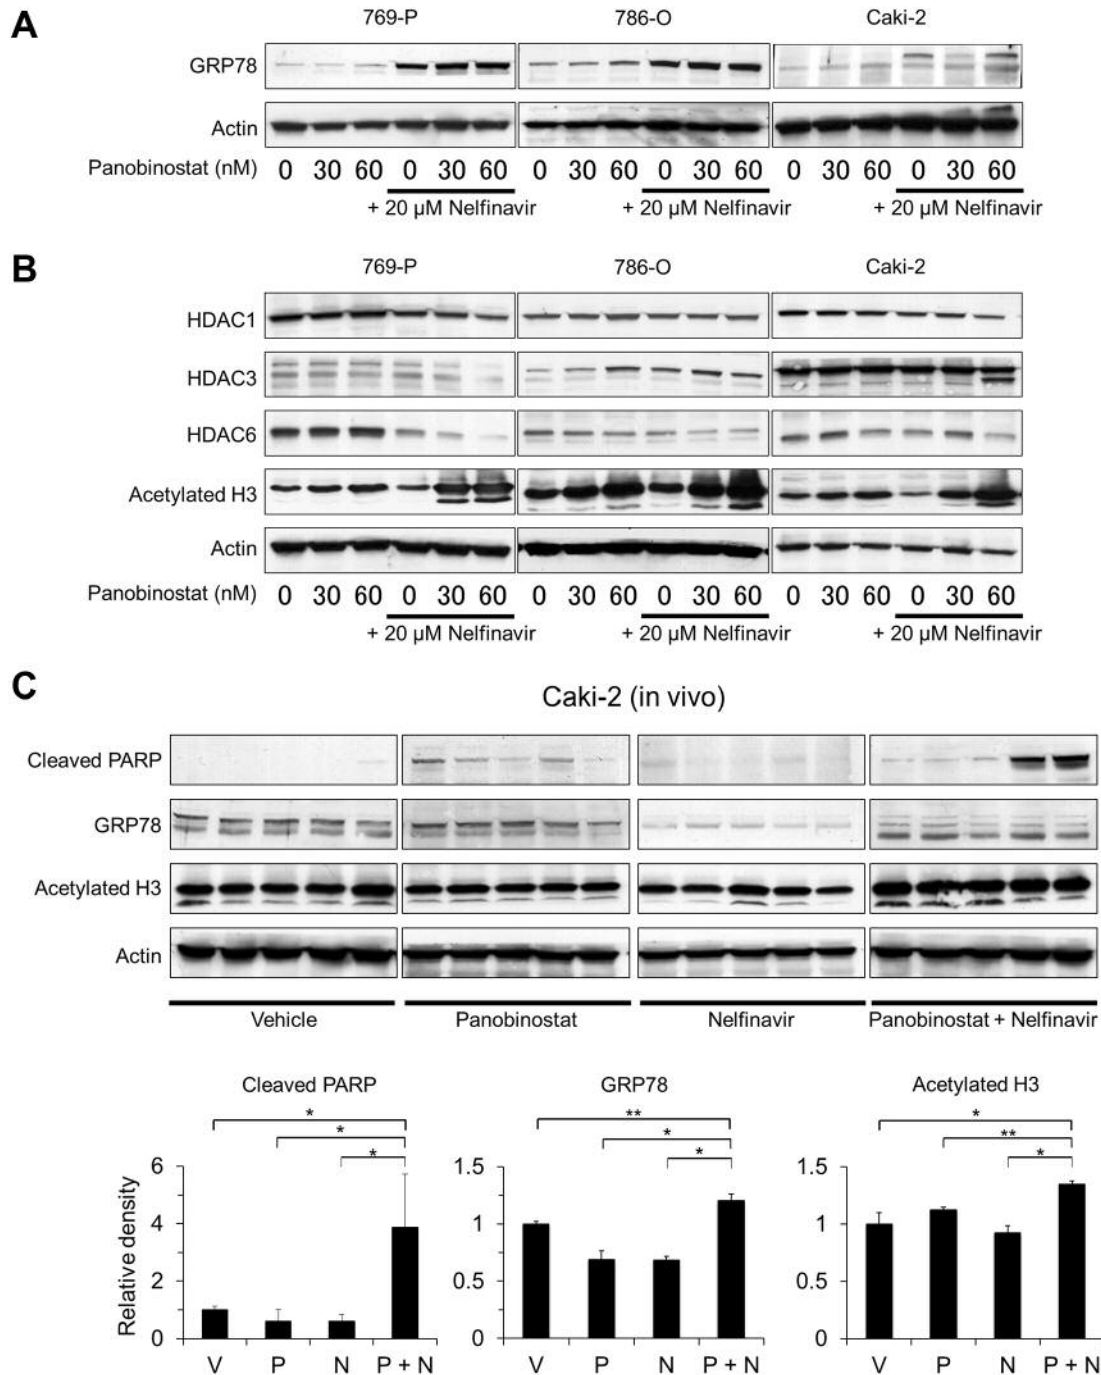 A
769-P 786-O Caki-2
GRP78
Actin
Panobinostat (nM) 0 30 60 0 30 60 0 30 60 0 30 60 0 30 60 0 30 60
+ 20 µM Nelfinavir + 20 µM Nelfinavir + 20 µM Nelfinavir
B
769-P 786-O Caki-2
HDAC1
HDAC3
HDAC6
Acetylated H3
Actin
Panobinostat (nM) 0 30 60 0 30 60 0 30 60 0 30 60 0 30 60 0 30 60
+ 20 µM Nelfinavir + 20 µM Nelfinavir + 20 µM Nelfinavir
C
Caki-2 (in vivo)
Cleaved PARP
GRP78
Acetylated H3
Actin
Vehicle Panobinostat Nelfinavir Panobinostat + Nelfinavir
Cleaved PARP
*
*
*
Relative density
6
4
2
0
V P N P + N
GRP78
**
*
*
1.5
1
0.5
0
V P N P + N
Acetylated H3
*
**
*
1.5
1
0.5
0
V P N P + N